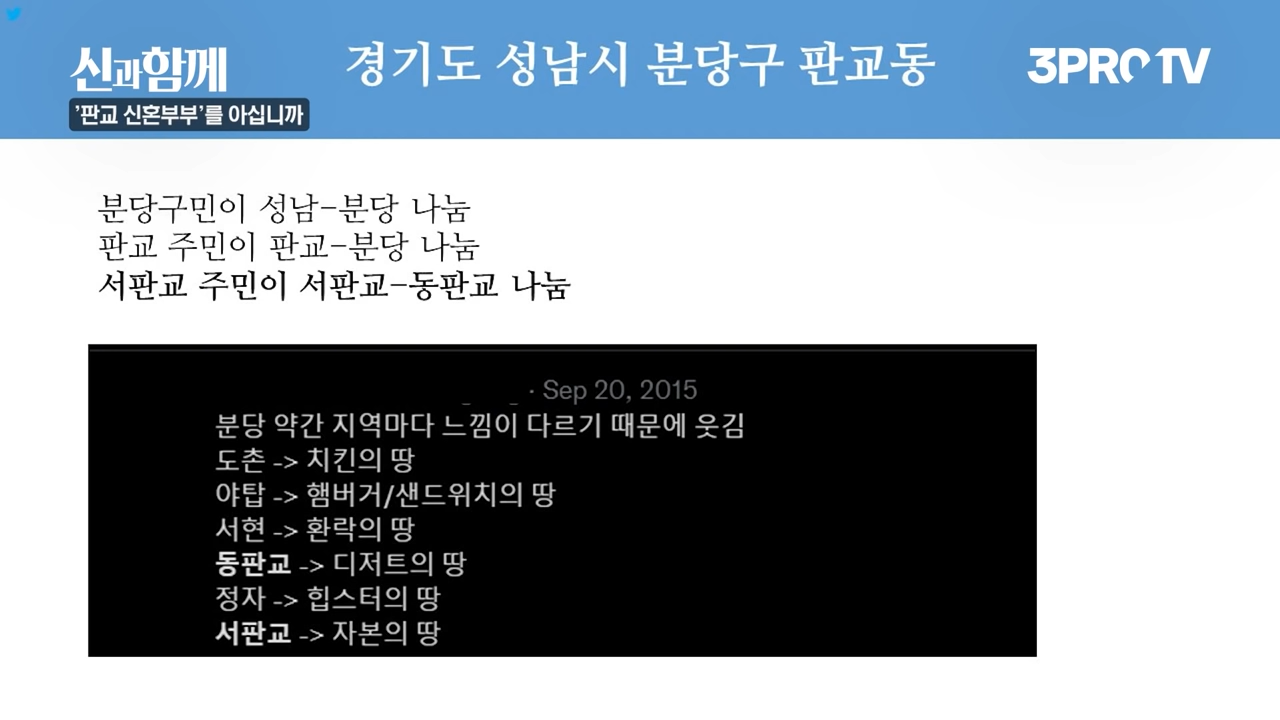 신과함께
경기도 성남시 분당구 판교동
3PROTV
'판교 신혼부부'를 아십니까
분당구민이 성남-분당 나눔
판교 주민이 판교-분당 나눔
서판교 주민이 서판교-동판교 나눔
· Sep 20, 2015
분당 약간 지역마다 느낌이 다르기 때문에 웃김
도촌 -> 치킨의 땅
야탑 -> 햄버거/샌드위치의 땅
서현 -> 환락의 땅
동판교 -> 디저트의 땅
정자 -> 힙스터의 땅
서판교 -> 자본의 땅